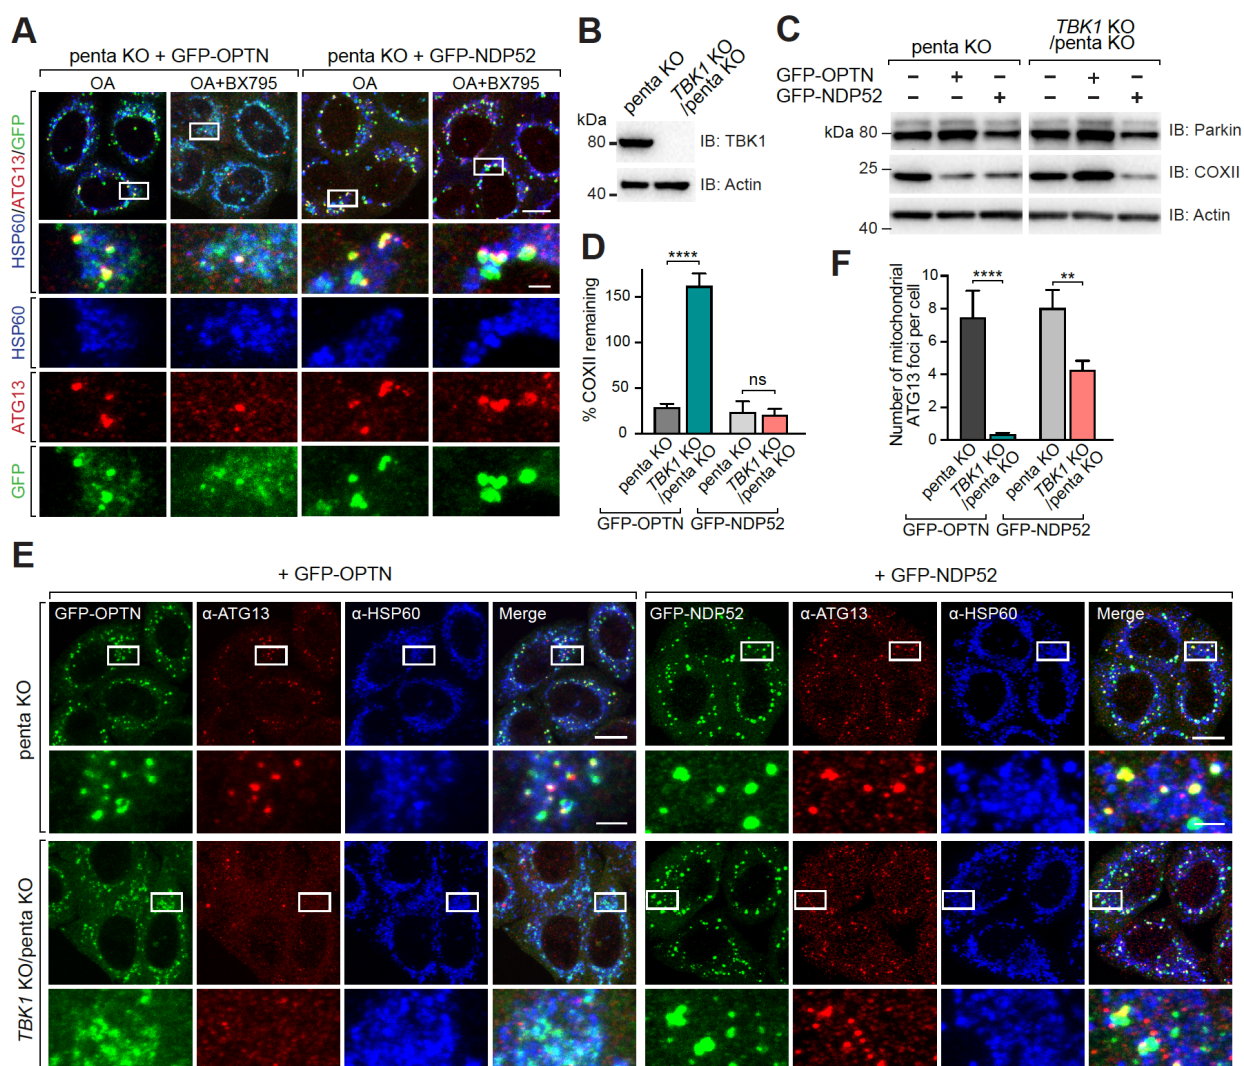 A
penta KO + GFP-OPTN
penta KO + GFP-NDP52
OA
OA+BX795
OA
OA+BX795
HSP60/ATG13/GFP
HSP60
ATG13
GFP
B
penta KO
TBK1 KO
/penta KO
kDa
80
IB: TBK1
40
IB: Actin
C
penta KO
TBK1 KO
/penta KO
GFP-OPTN – + – – + –
GFP-NDP52 – – + – – +
kDa 80
IB: Parkin
25
IB: COXII
IB: Actin
40
D
% COXII remaining
150
100
50
0
****
ns
penta KO
TBK1 KO
/penta KO
penta KO
TBK1 KO
/penta KO
GFP-OPTN
GFP-NDP52
F
Number of mitochondrial
ATG13 foci per cell
10
8
6
4
2
0
****
**
penta KO
TBK1 KO
/penta KO
penta KO
TBK1 KO
/penta KO
GFP-OPTN
GFP-NDP52
E
+ GFP-OPTN
+ GFP-NDP52
penta KO
GFP-OPTN
α-ATG13
α-HSP60
Merge
GFP-NDP52
α-ATG13
α-HSP60
Merge
TBK1 KO/penta KO